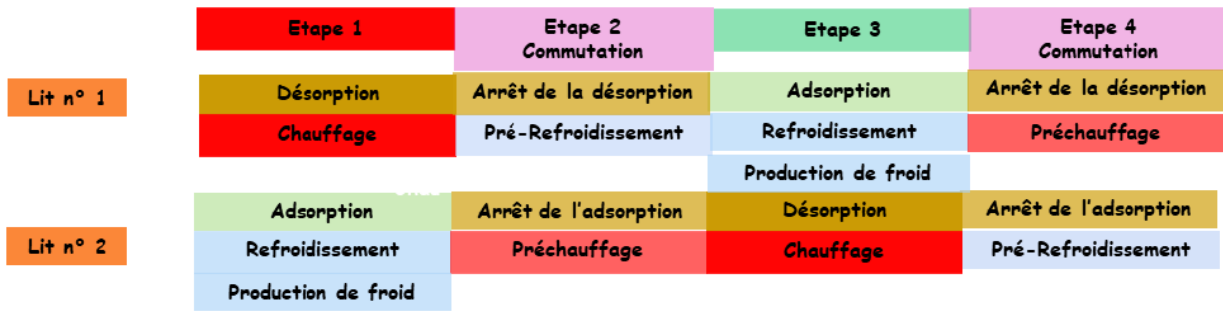 Etape 1
Etape 2
Commutation
Etape 3
Etape 4
Commutation
Lit n° 1
Désorption
Arrêt de la désorption
Adsorption
Arrêt de la désorption
Chauffage
Pré-Refroidissement
Refroidissement
Préchauffage
Production de froid
Lit n° 2
Adsorption
Arrêt de l'adsorption
Désorption
Arrêt de l'adsorption
Refroidissement
Préchauffage
Chauffage
Pré-Refroidissement
Production de froid